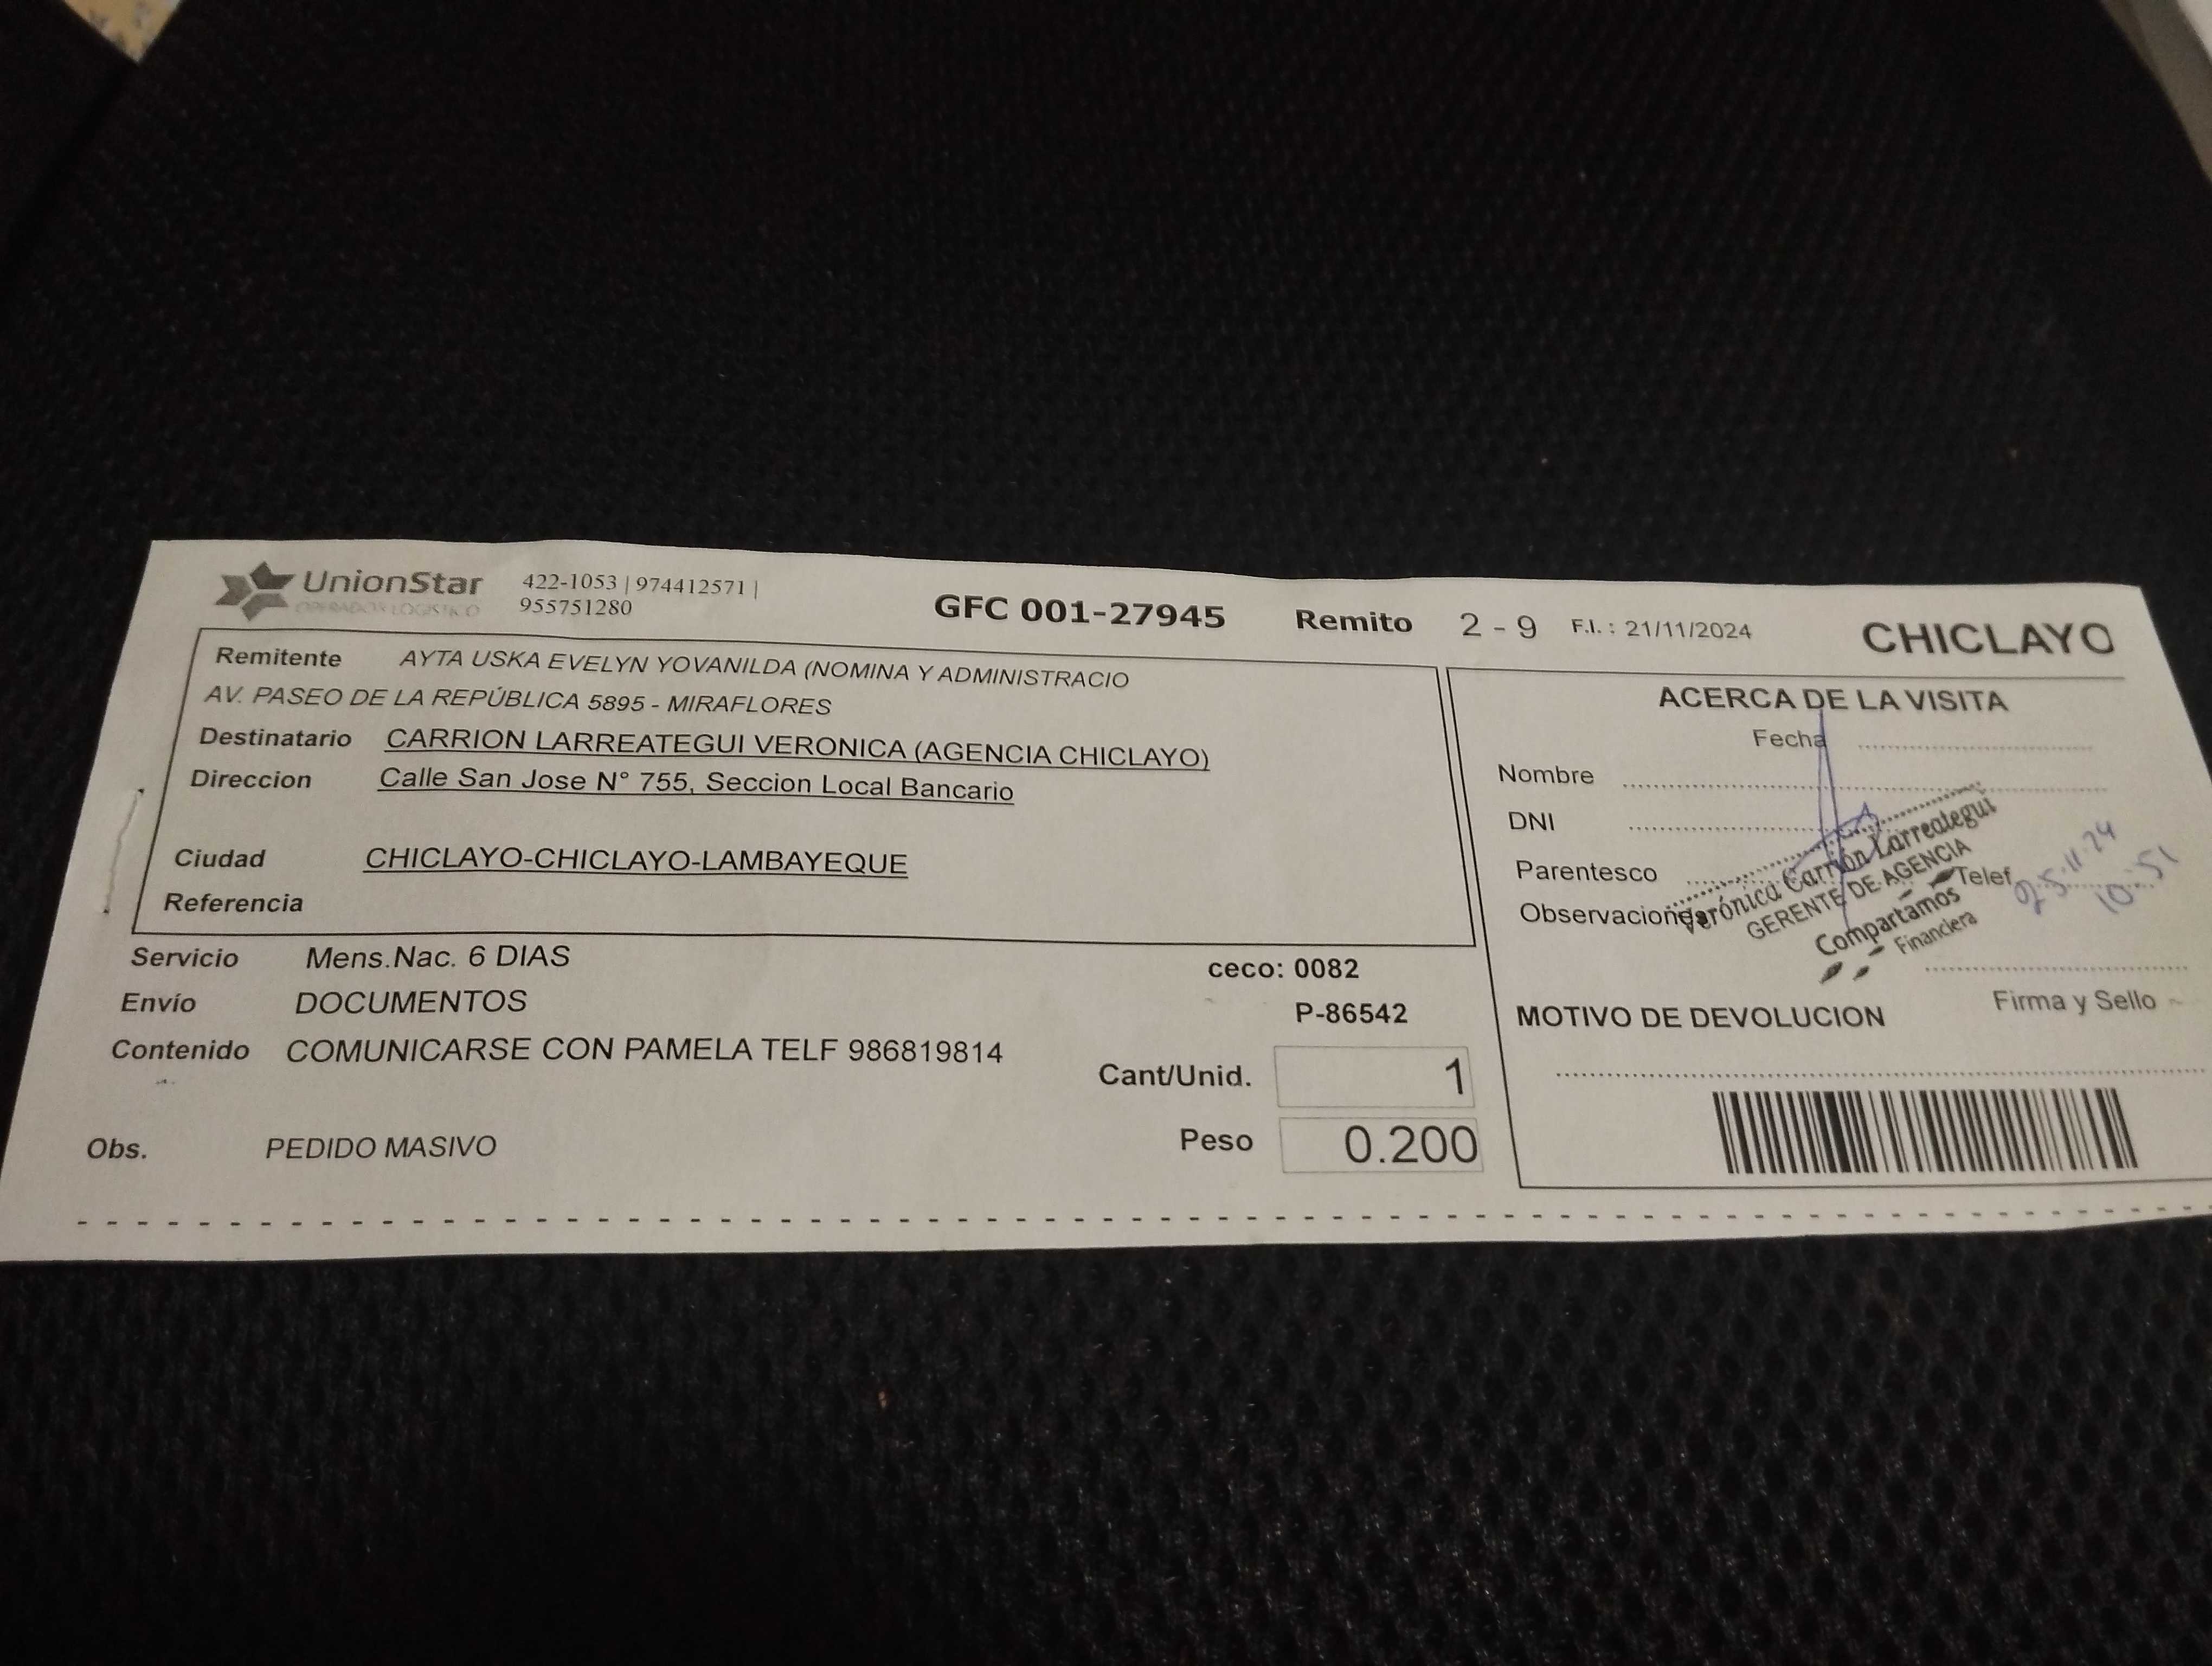 UnionStar
OPERADOR LOGISTICO
422-1053 | 974412571 |
955751280
GFC 001-27945
Remito 2 - 9
F.I. : 21/11/2024
CHICLAYO
Remitente AYTA USKA EVELYN YOVANILDA (NOMINA Y ADMINISTRACIO
AV. PASEO DE LA REPÚBLICA 5895 - MIRAFLORES
Destinatario CARRION LARREATEGUI VERONICA (AGENCIA CHICLAYO)
Direccion Calle San Jose N° 755, Seccion Local Bancario
Ciudad CHICLAYO-CHICLAYO-LAMBAYEQUE
Referencia
Servicio Mens.Nac. 6 DIAS
ceco: 0082
Envío DOCUMENTOS
P-86542
Contenido COMUNICARSE CON PAMELA TELF 986819814
Cant/Unid. 1
Peso 0.200
Obs. PEDIDO MASIVO
ACERCA DE LA VISITA
Fecha
Nombre
DNI
Parentesco
Telef
Observaciones
Verónica Carrión Larreategui
GERENTE DE AGENCIA
Compartamos
Financiera
25.11.24
10:51
Firma y Sello
MOTIVO DE DEVOLUCION